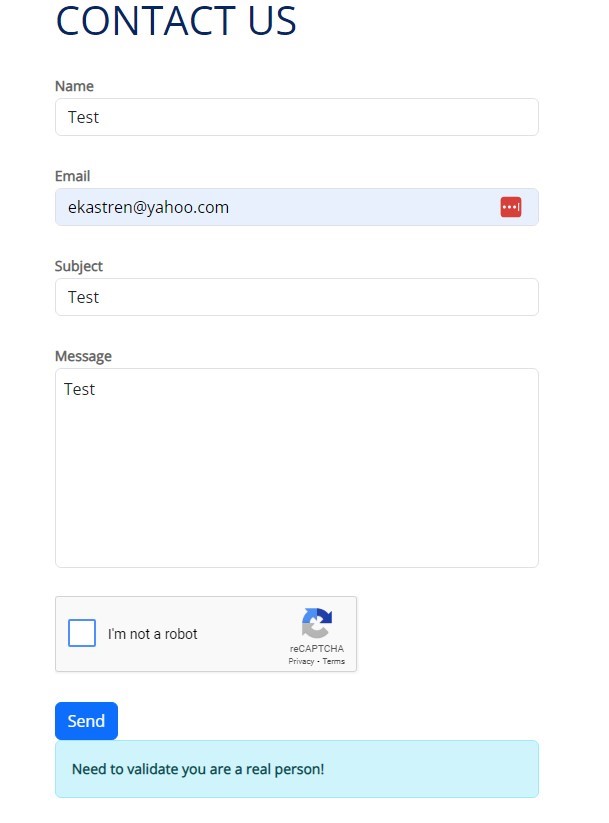 CONTACT US
Name
Test
Email
ekastren@yahoo.com
Subject
Test
Message
Test
I'm not a robot
reCAPTCHA
Privacy - Terms
Send
Need to validate you are a real person!